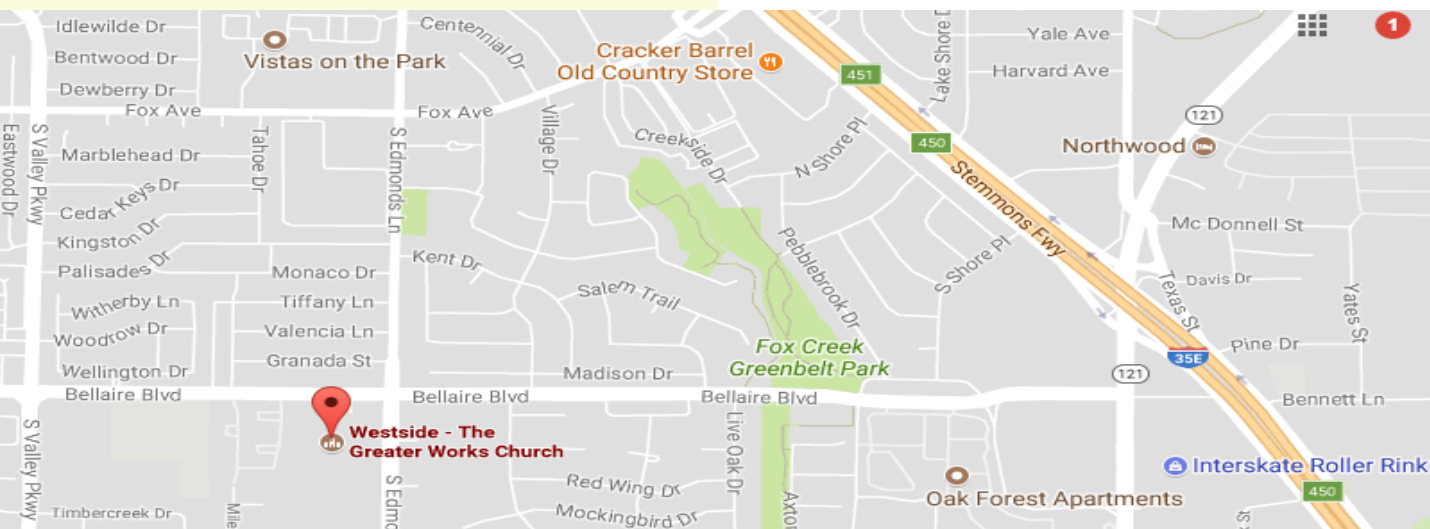 Idlewilde Dr
Bentwood Dr
Dewberry Dr
Vistas on the Park
Centennial Dr
Cracker Barrel
Old Country Store
451
Lake Shore
Yale Ave
1
Harvard Ave
Fox Ave
Fox Ave
121
450
Northwood
Eastwood Dr
S Valley Pkwy
Marblehead Dr
Tahoe Dr
S Edmonds Ln
Village Dr
Creekside Dr
N Shore Pl
Stemmons Fwy
Cedar Keys Dr
Kingston Dr
Palisades Dr
Monaco Dr
Kent Dr
Pebblebrook Dr
S Shore Pl
Mc Donnell St
Witherby Ln
Tiffany Ln
Salem Trail
Texas St
Davis Dr
Yates St
Woodrow Dr
Valencia Ln
Fox Creek
Greenbelt Park
35E
Pine Dr
Wellington Dr
Granada St
Madison Dr
121
Bellaire Blvd
Bellaire Blvd
Bellaire Blvd
Bennett Ln
S Valley Pkwy
Westside - The
Greater Works Church
Live Oak Dr
Interskate Roller Rink
Red Wing Dr
Oak Forest Apartments
450
Timbercreek Dr
Mile
S Edmo
Mockingbird Dr